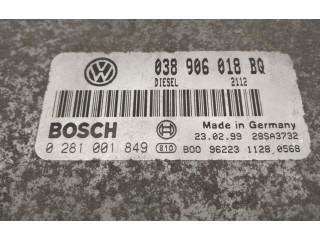 038 906 018 BQ
DIESEL 2112
BOSCH
Made in Germany
23.02.99 28SA3732
0 281 001 849 E10 B00 96223 1128.0568